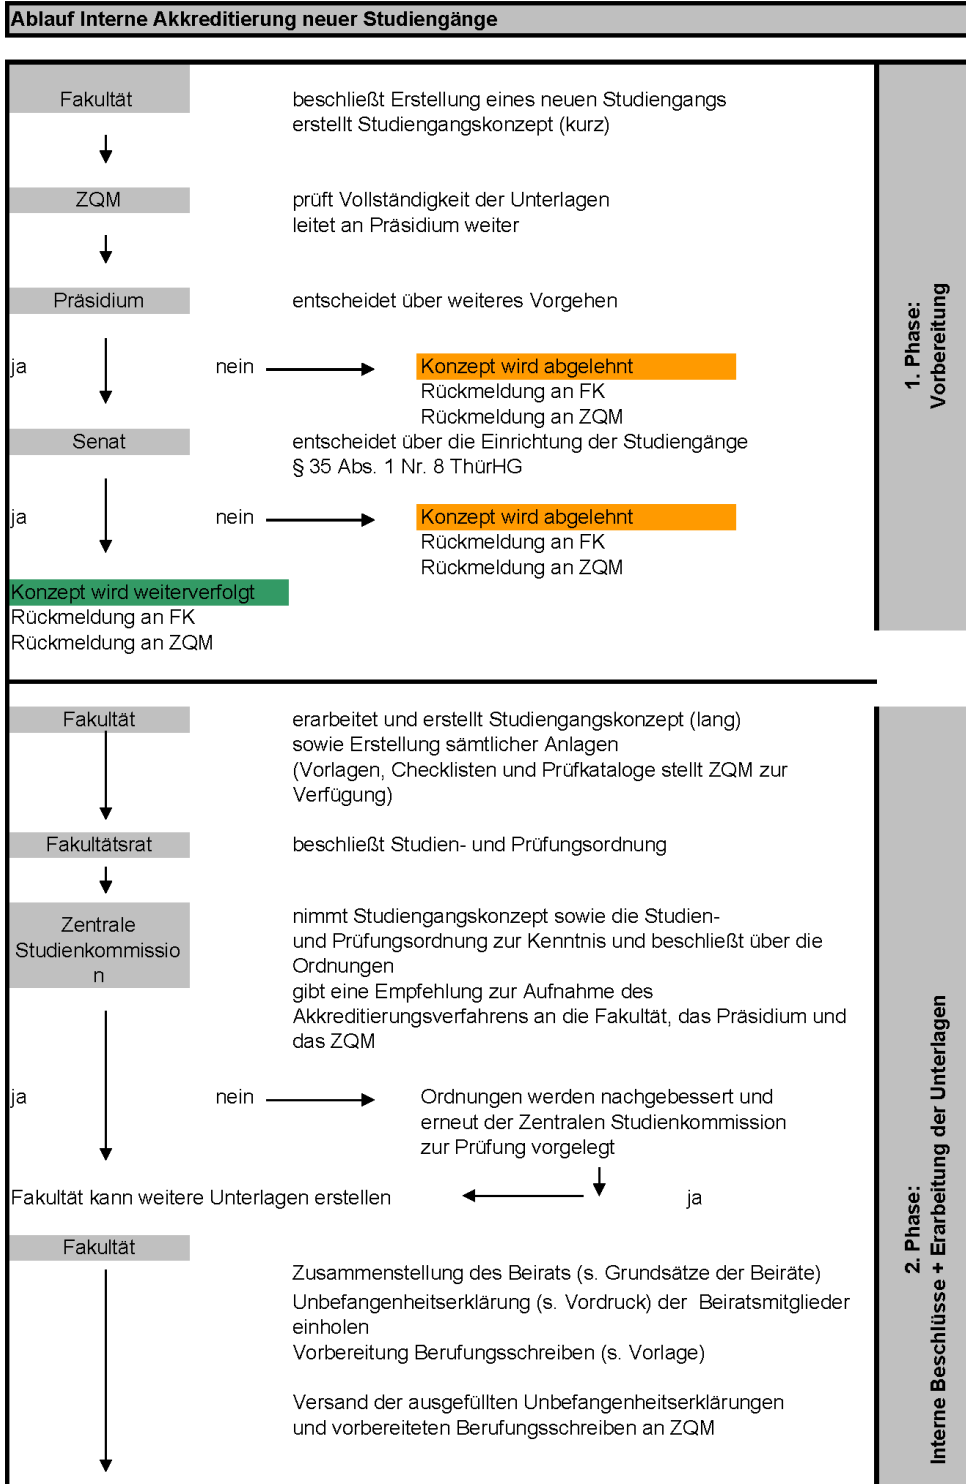 Ablauf Interne Akkreditierung neuer Studiengänge
Fakultät
beschließt Erstellung eines neuen Studiengangs
erstellt Studiengangskonzept (kurz)
ZQM
prüft Vollständigkeit der Unterlagen
leitet an Präsidium weiter
Präsidium
entscheidet über weiteres Vorgehen
ja
nein
Konzept wird abgelehnt
Rückmeldung an FK
Rückmeldung an ZQM
Senat
entscheidet über die Einrichtung der Studiengänge
§ 35 Abs. 1 Nr. 8 ThürHG
ja
nein
Konzept wird abgelehnt
Rückmeldung an FK
Rückmeldung an ZQM
Konzept wird weiterverfolgt
Rückmeldung an FK
Rückmeldung an ZQM
1. Phase:
Vorbereitung
Fakultät
erarbeitet und erstellt Studiengangskonzept (lang)
sowie Erstellung sämtlicher Anlagen
(Vorlagen, Checklisten und Prüfkataloge stellt ZQM zur
Verfügung)
Fakultätsrat
beschließt Studien- und Prüfungsordnung
Zentrale
Studienkommissio
n
nimmt Studiengangskonzept sowie die Studien-
und Prüfungsordnung zur Kenntnis und beschließt über die
Ordnungen
gibt eine Empfehlung zur Aufnahme des
Akkreditierungsverfahrens an die Fakultät, das Präsidium und
das ZQM
ja
nein
Ordnungen werden nachgebessert und
erneut der Zentralen Studienkommission
zur Prüfung vorgelegt
Fakultät kann weitere Unterlagen erstellen
ja
Fakultät
Zusammenstellung des Beirats (s. Grundsätze der Beiräte)
Unbefangenheitserklärung (s. Vordruck) der Beiratsmitglieder
einholen
Vorbereitung Berufungsschreiben (s. Vorlage)
Versand der ausgefüllten Unbefangenheitserklärungen
und vorbereiteten Berufungsschreiben an ZQM
2. Phase:
Interne Beschlüsse + Erarbeitung der Unterlagen